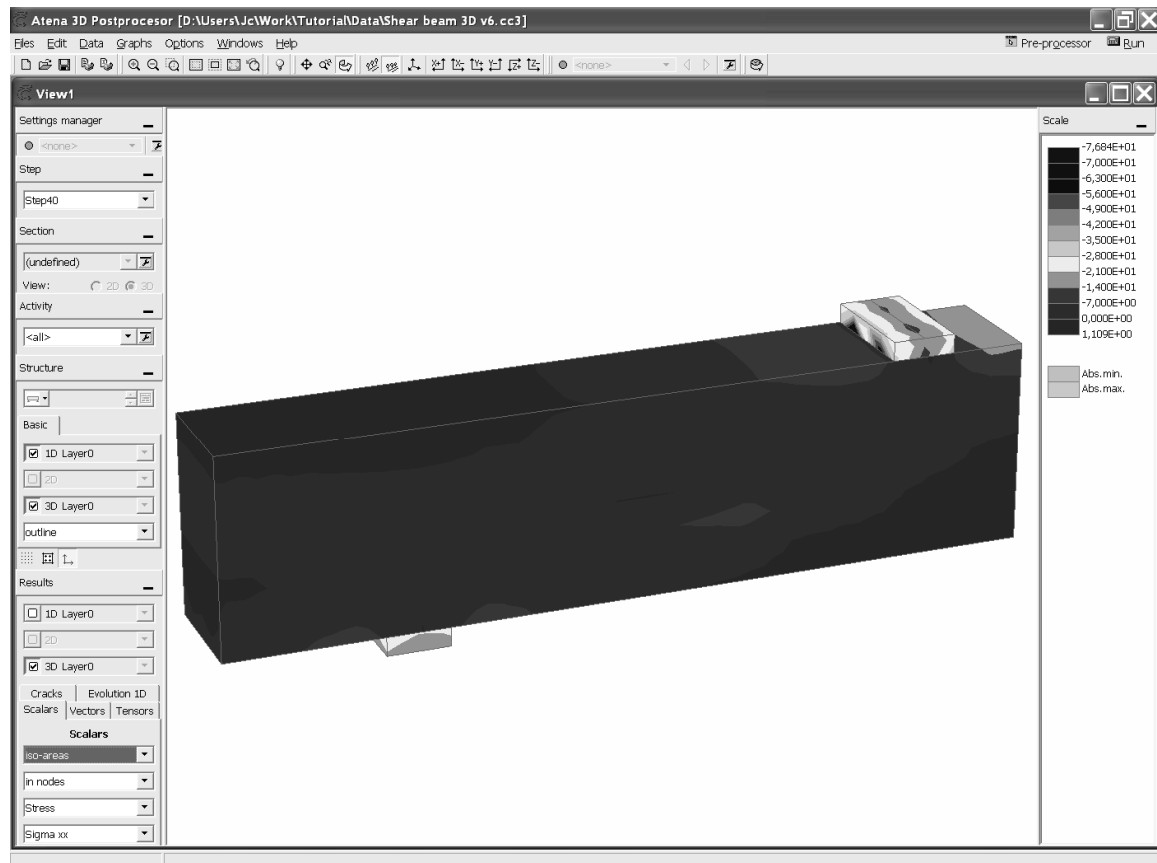 Atena 3D Postprocesor [D:\Users\Jc\Work\Tutorial\Data\Shear beam 3D v6.cc3]
Files Edit Data Graphs Options Windows Help
Pre-processor Run
<none>
View1
Settings manager
<none>
Step
Step40
Section
(undefined)
View: 2D 3D
Activity
<all>
Structure
Basic
1D Layer0
2D
3D Layer0
outline
Results
1D Layer0
2D
3D Layer0
Cracks Evolution 1D
Scalars Vectors Tensors
Scalars
iso-areas
in nodes
Stress
Sigma xx
Scale
-7,684E+01
-7,000E+01
-6,300E+01
-5,600E+01
-4,900E+01
-4,200E+01
-3,500E+01
-2,800E+01
-2,100E+01
-1,400E+01
-7,000E+00
0,000E+00
1,109E+00
Abs.min.
Abs.max.